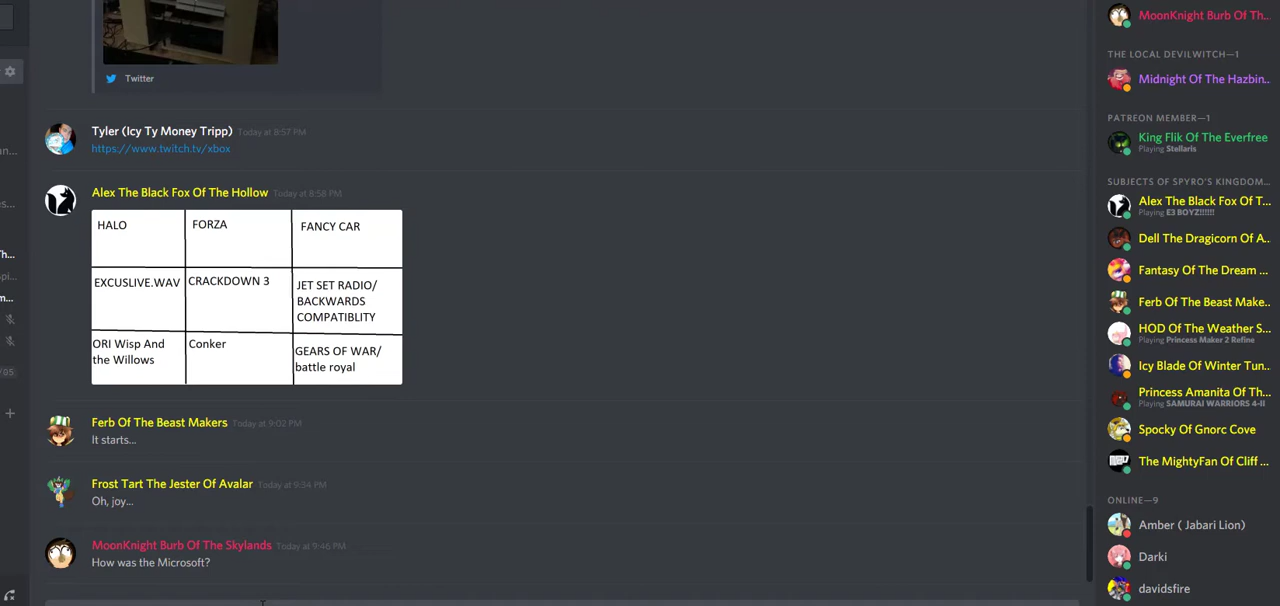 Twitter
Tyler (Icy Ty Money Tripp) Today at 8:57 PM
https://www.twitch.tv/xbox
Alex The Black Fox Of The Hollow Today at 8:58 PM
HALO
FORZA
FANCY CAR
EXCUSLIVE.WAV
CRACKDOWN 3
JET SET RADIO/
BACKWARDS
COMPATIBLITY
ORI Wisp And
the Willows
Conker
GEARS OF WAR/
battle royal
Ferb Of The Beast Makers Today at 9:02 PM
It starts...
Frost Tart The Jester Of Avalar Today at 9:34 PM
Oh, joy...
MoonKnight Burb Of The Skylands Today at 9:46 PM
How was the Microsoft?
MoonKnight Burb Of Th...
THE LOCAL DEVILWITCH—1
Midnight Of The Hazbin...
PATREON MEMBER—1
King Flik Of The Everfree
Playing Stellaris
SUBJECTS OF SPYRO'S KINGDOM...
Alex The Black Fox Of T...
Playing E3 BOYZ!!!!!!
Dell The Dragicorn Of A...
Fantasy Of The Dream ...
Ferb Of The Beast Make...
HOD Of The Weather S...
Playing Princess Maker 2 Refine
Icy Blade Of Winter Tun...
Princess Amanita Of Th...
Playing SAMURAI WARRIORS 4-II
Spocky Of Gnorc Cove
The MightyFan Of Cliff ...
ONLINE—9
Amber ( Jabari Lion)
Darki
davidsfire